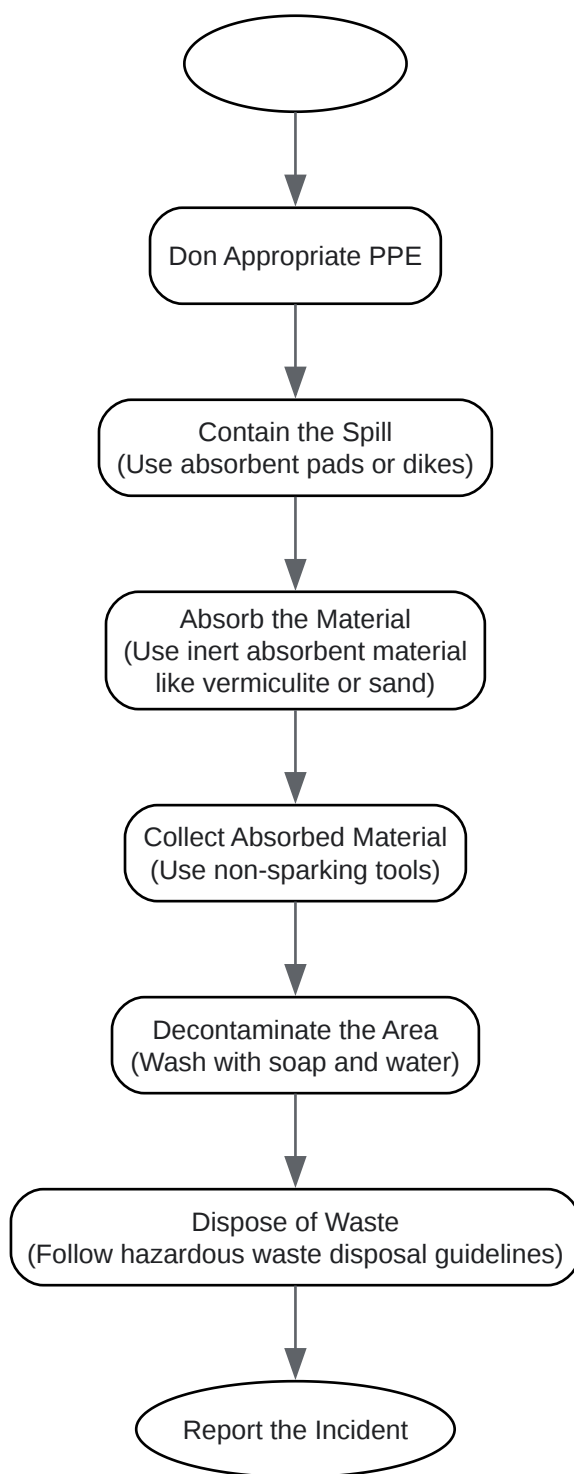 Don Appropriate PPE
Contain the Spill
(Use absorbent pads or dikes)
Absorb the Material
(Use inert absorbent material
like vermiculite or sand)
Collect Absorbed Material
(Use non-sparking tools)
Decontaminate the Area
(Wash with soap and water)
Dispose of Waste
(Follow hazardous waste disposal guidelines)
Report the Incident